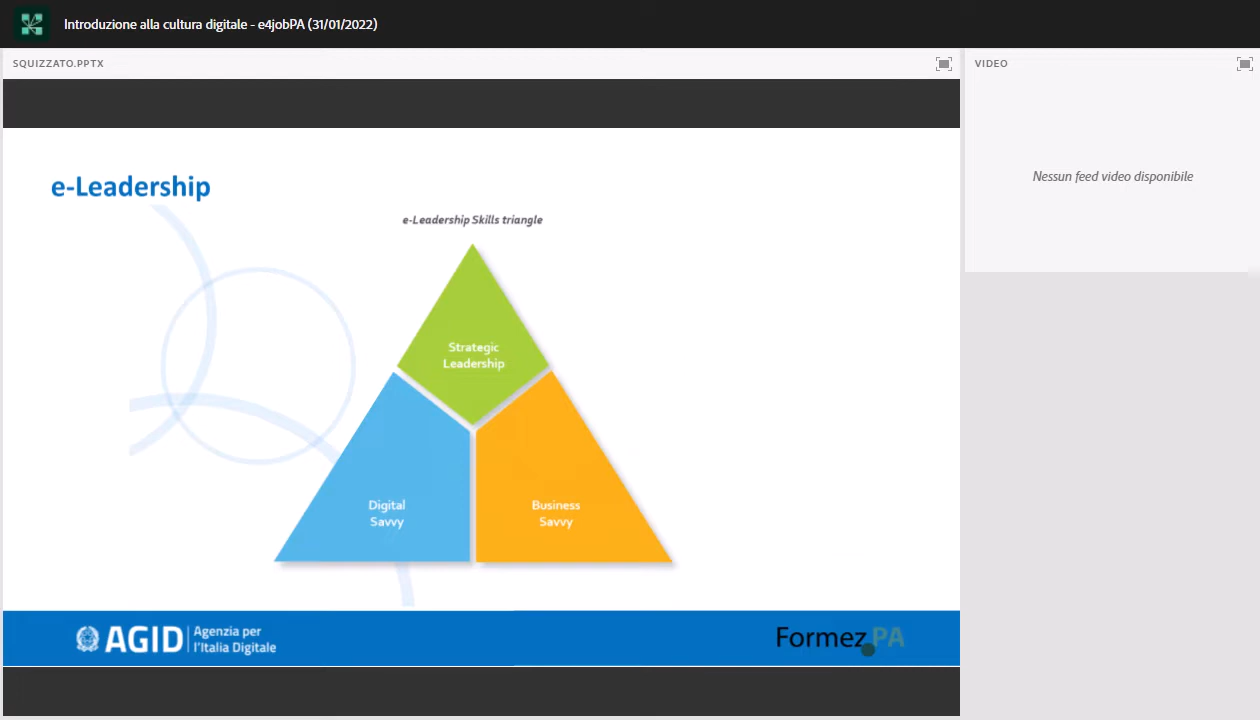 Introduzione alla cultura digitale - e4jobPA (31/01/2022)
SQUIZZATO.PPTX
VIDEO
Nessun feed video disponibile
e-Leadership
e-Leadership Skills triangle
Strategic
Leadership
Digital
Savvy
Business
Savvy
AGID
Agenzia per
l'Italia Digitale
FormezPA